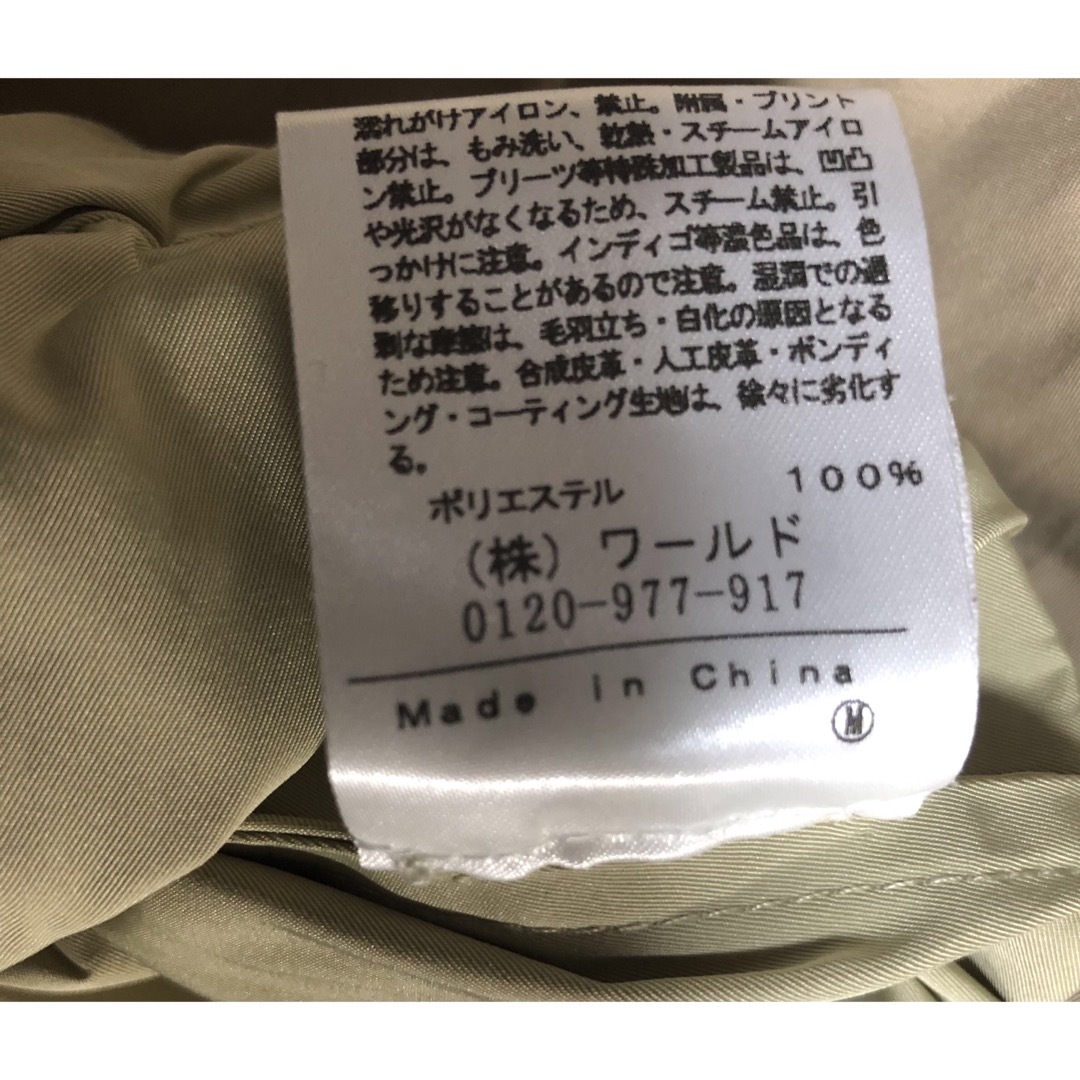 濡れがけアイロン、禁止。附属・プリント
部分は、もみ洗い、乾熱・スチームアイロ
ン禁止。プリーツ等特殊加工製品は、凹凸
や光沢がなくなるため、スチーム禁止。引
っかけに注意。インディゴ等濃色品は、色
移りすることがあるので注意。湿潤での過
剰な摩擦は、毛羽立ち・白化の原因となる
ため注意。合成皮革・人工皮革・ボンディ
ング・コーティング生地は、徐々に劣化す
る。
ポリエステル 100%
(株) ワールド
0120-977-917
Made in China
Ⓜ